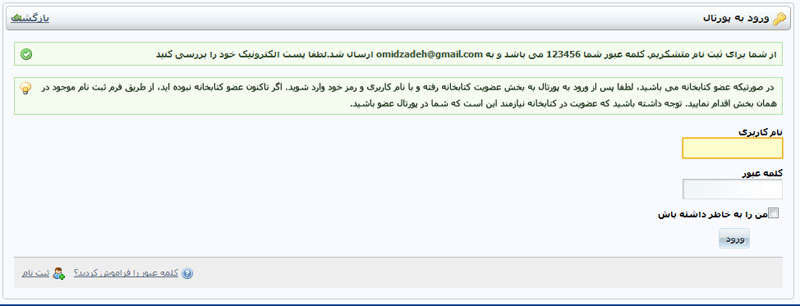 ورود به پورتال
بازگشت
از شما برای ثبت نام متشکریم. کلمه عبور شما 123456 می باشد و به omidzadeh@gmail.com ارسال شد.لطفا پست الکترونیک خود را بررسی کنید
در صورتیکه عضو کتابخانه می باشید، لطفا پس از ورود به پورتال به بخش عضویت کتابخانه رفته و با نام کاربری و رمز خود وارد شوید. اگر تاکنون عضو کتابخانه نبوده اید، از طریق فرم ثبت نام موجود در
همان بخش اقدام نمایید. توجه داشته باشید که عضویت در کتابخانه نیازمند این است که شما در پورتال عضو باشید.
نام کاربری
کلمه عبور
من را به خاطر داشته باش
ورود
کلمه عبور را فراموش کردید؟
ثبت نام